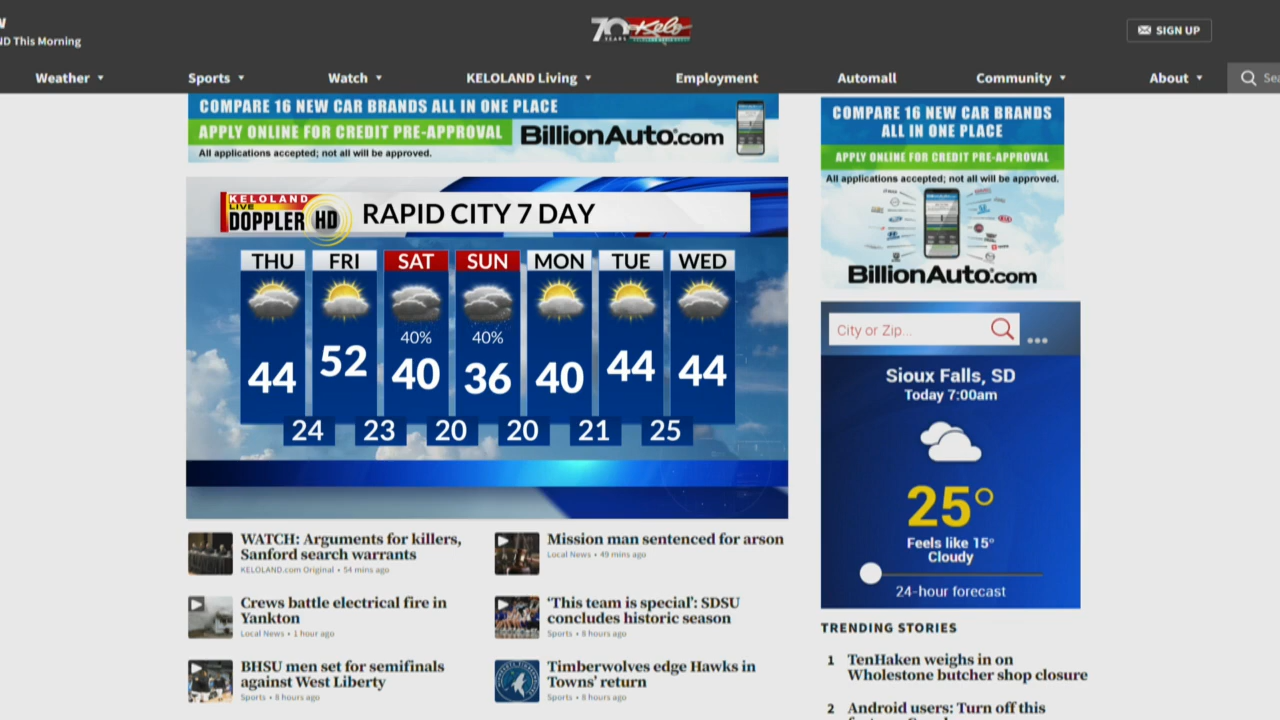 ND This Morning
70 YEARS Kelo
SIGN UP
Weather
Sports
Watch
KELOLAND Living
Employment
Automall
Community
About
COMPARE 16 NEW CAR BRANDS ALL IN ONE PLACE
APPLY ONLINE FOR CREDIT PRE-APPROVAL
BillionAuto.com
All applications accepted; not all will be approved.
COMPARE 16 NEW CAR BRANDS
ALL IN ONE PLACE
APPLY ONLINE FOR CREDIT PRE-APPROVAL
All applications accepted; not all will be approved.
BillionAuto.com
KELOLAND
LIVE
DOPPLER HD
RAPID CITY 7 DAY
THU FRI SAT SUN MON TUE WED
40% 40%
44 52 40 36 40 44 44
24 23 20 20 21 25
City or Zip...
Sioux Falls, SD
Today 7:00am
25°
Feels like 15°
Cloudy
24-hour forecast
WATCH: Arguments for killers,
Sanford search warrants
KELOLAND.com Original • 54 mins ago
Mission man sentenced for arson
Local News • 49 mins ago
Crews battle electrical fire in
Yankton
Local News • 1 hour ago
‘This team is special’: SDSU
concludes historic season
Sports • 8 hours ago
BHSU men set for semifinals
against West Liberty
Sports • 8 hours ago
Timberwolves edge Hawks in
Towns’ return
Sports • 8 hours ago
TRENDING STORIES
1 TenHaken weighs in on
Wholestone butcher shop closure
2 Android users: Turn off this